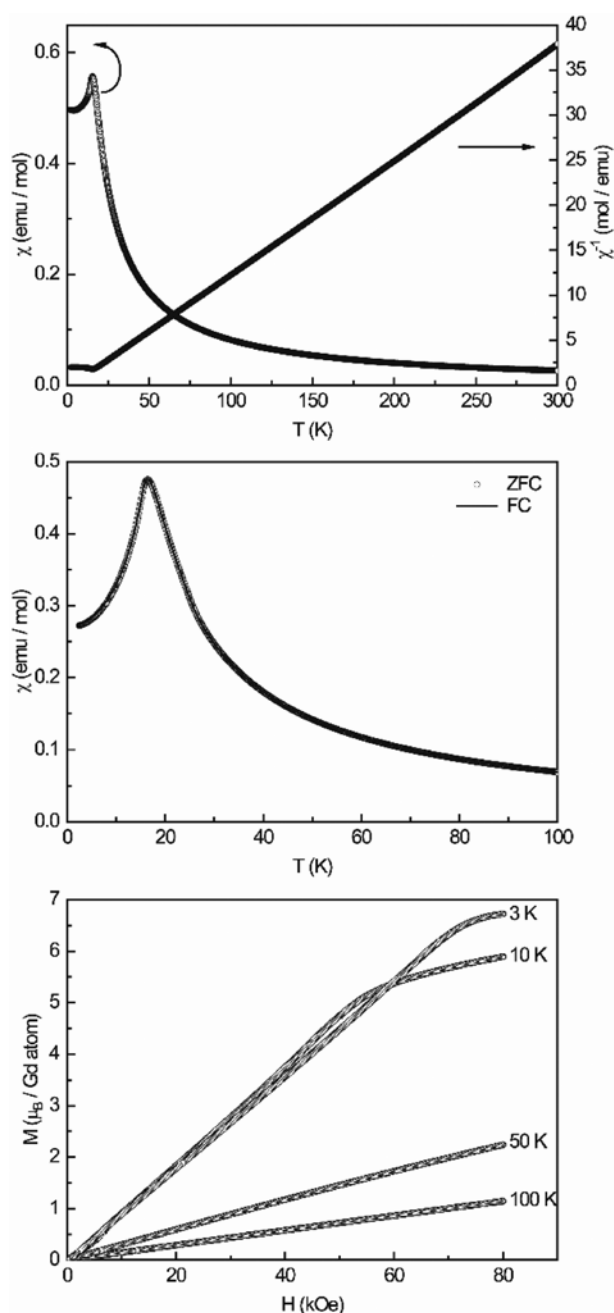 40
0.6
35
30
0.4
25
χ (emu / mol)
20
χ⁻¹ (mol / emu)
15
0.2
10
5
0.0
0
0 50 100 150 200 250 300
T (K)
0.5
ZFC
FC
0.4
0.3
χ (emu / mol)
0.2
0.1
0.0
0 20 40 60 80 100
T (K)
7
3 K
6
10 K
5
M (μB / Gd atom)
4
3
50 K
2
100 K
1
0
0 20 40 60 80
H (kOe)